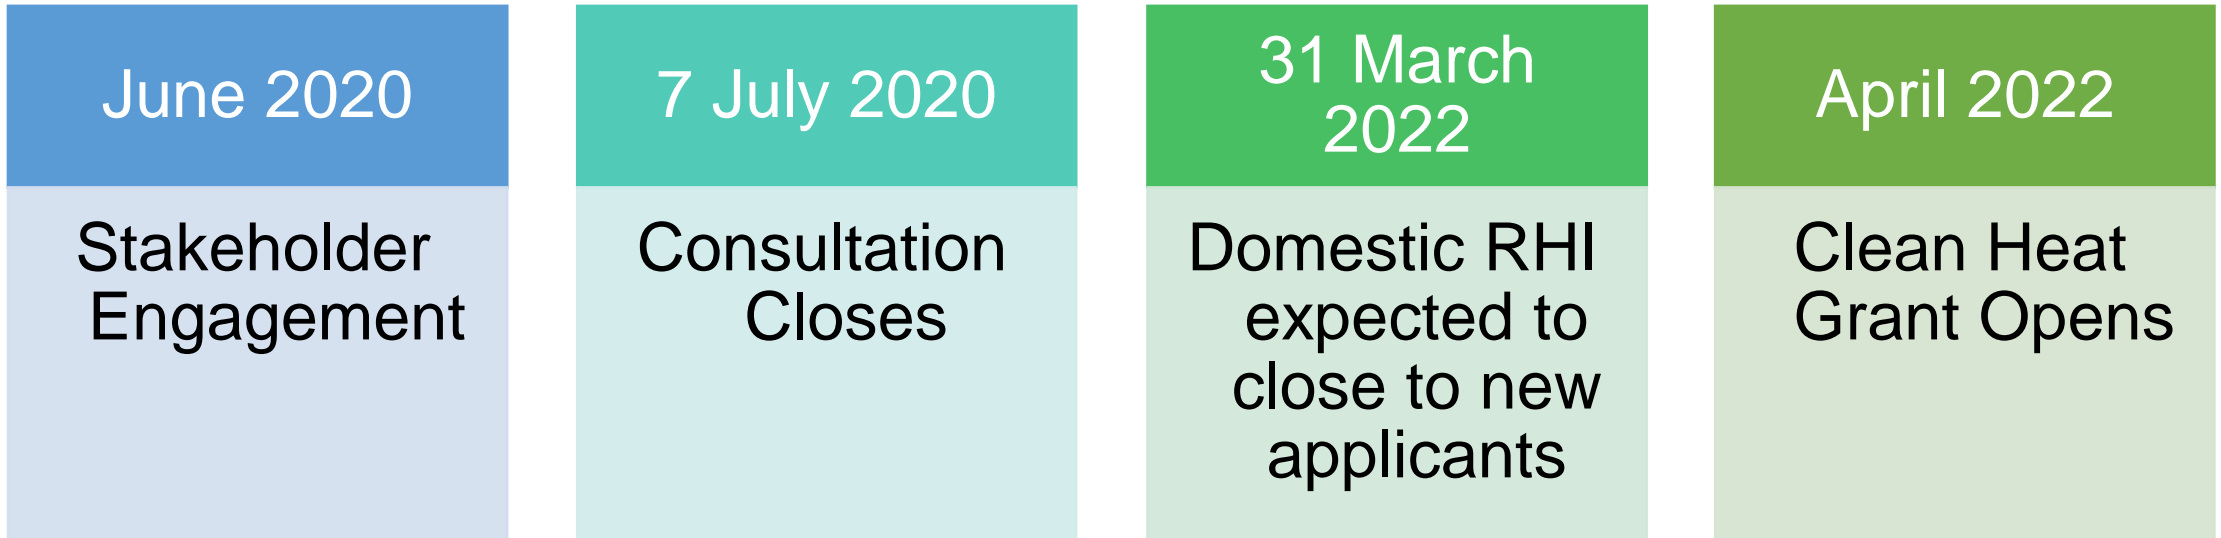 June 2020
Stakeholder
Engagement
7 July 2020
Consultation
Closes
31 March
2022
Domestic RHI
expected to
close to new
applicants
April 2022
Clean Heat
Grant Opens